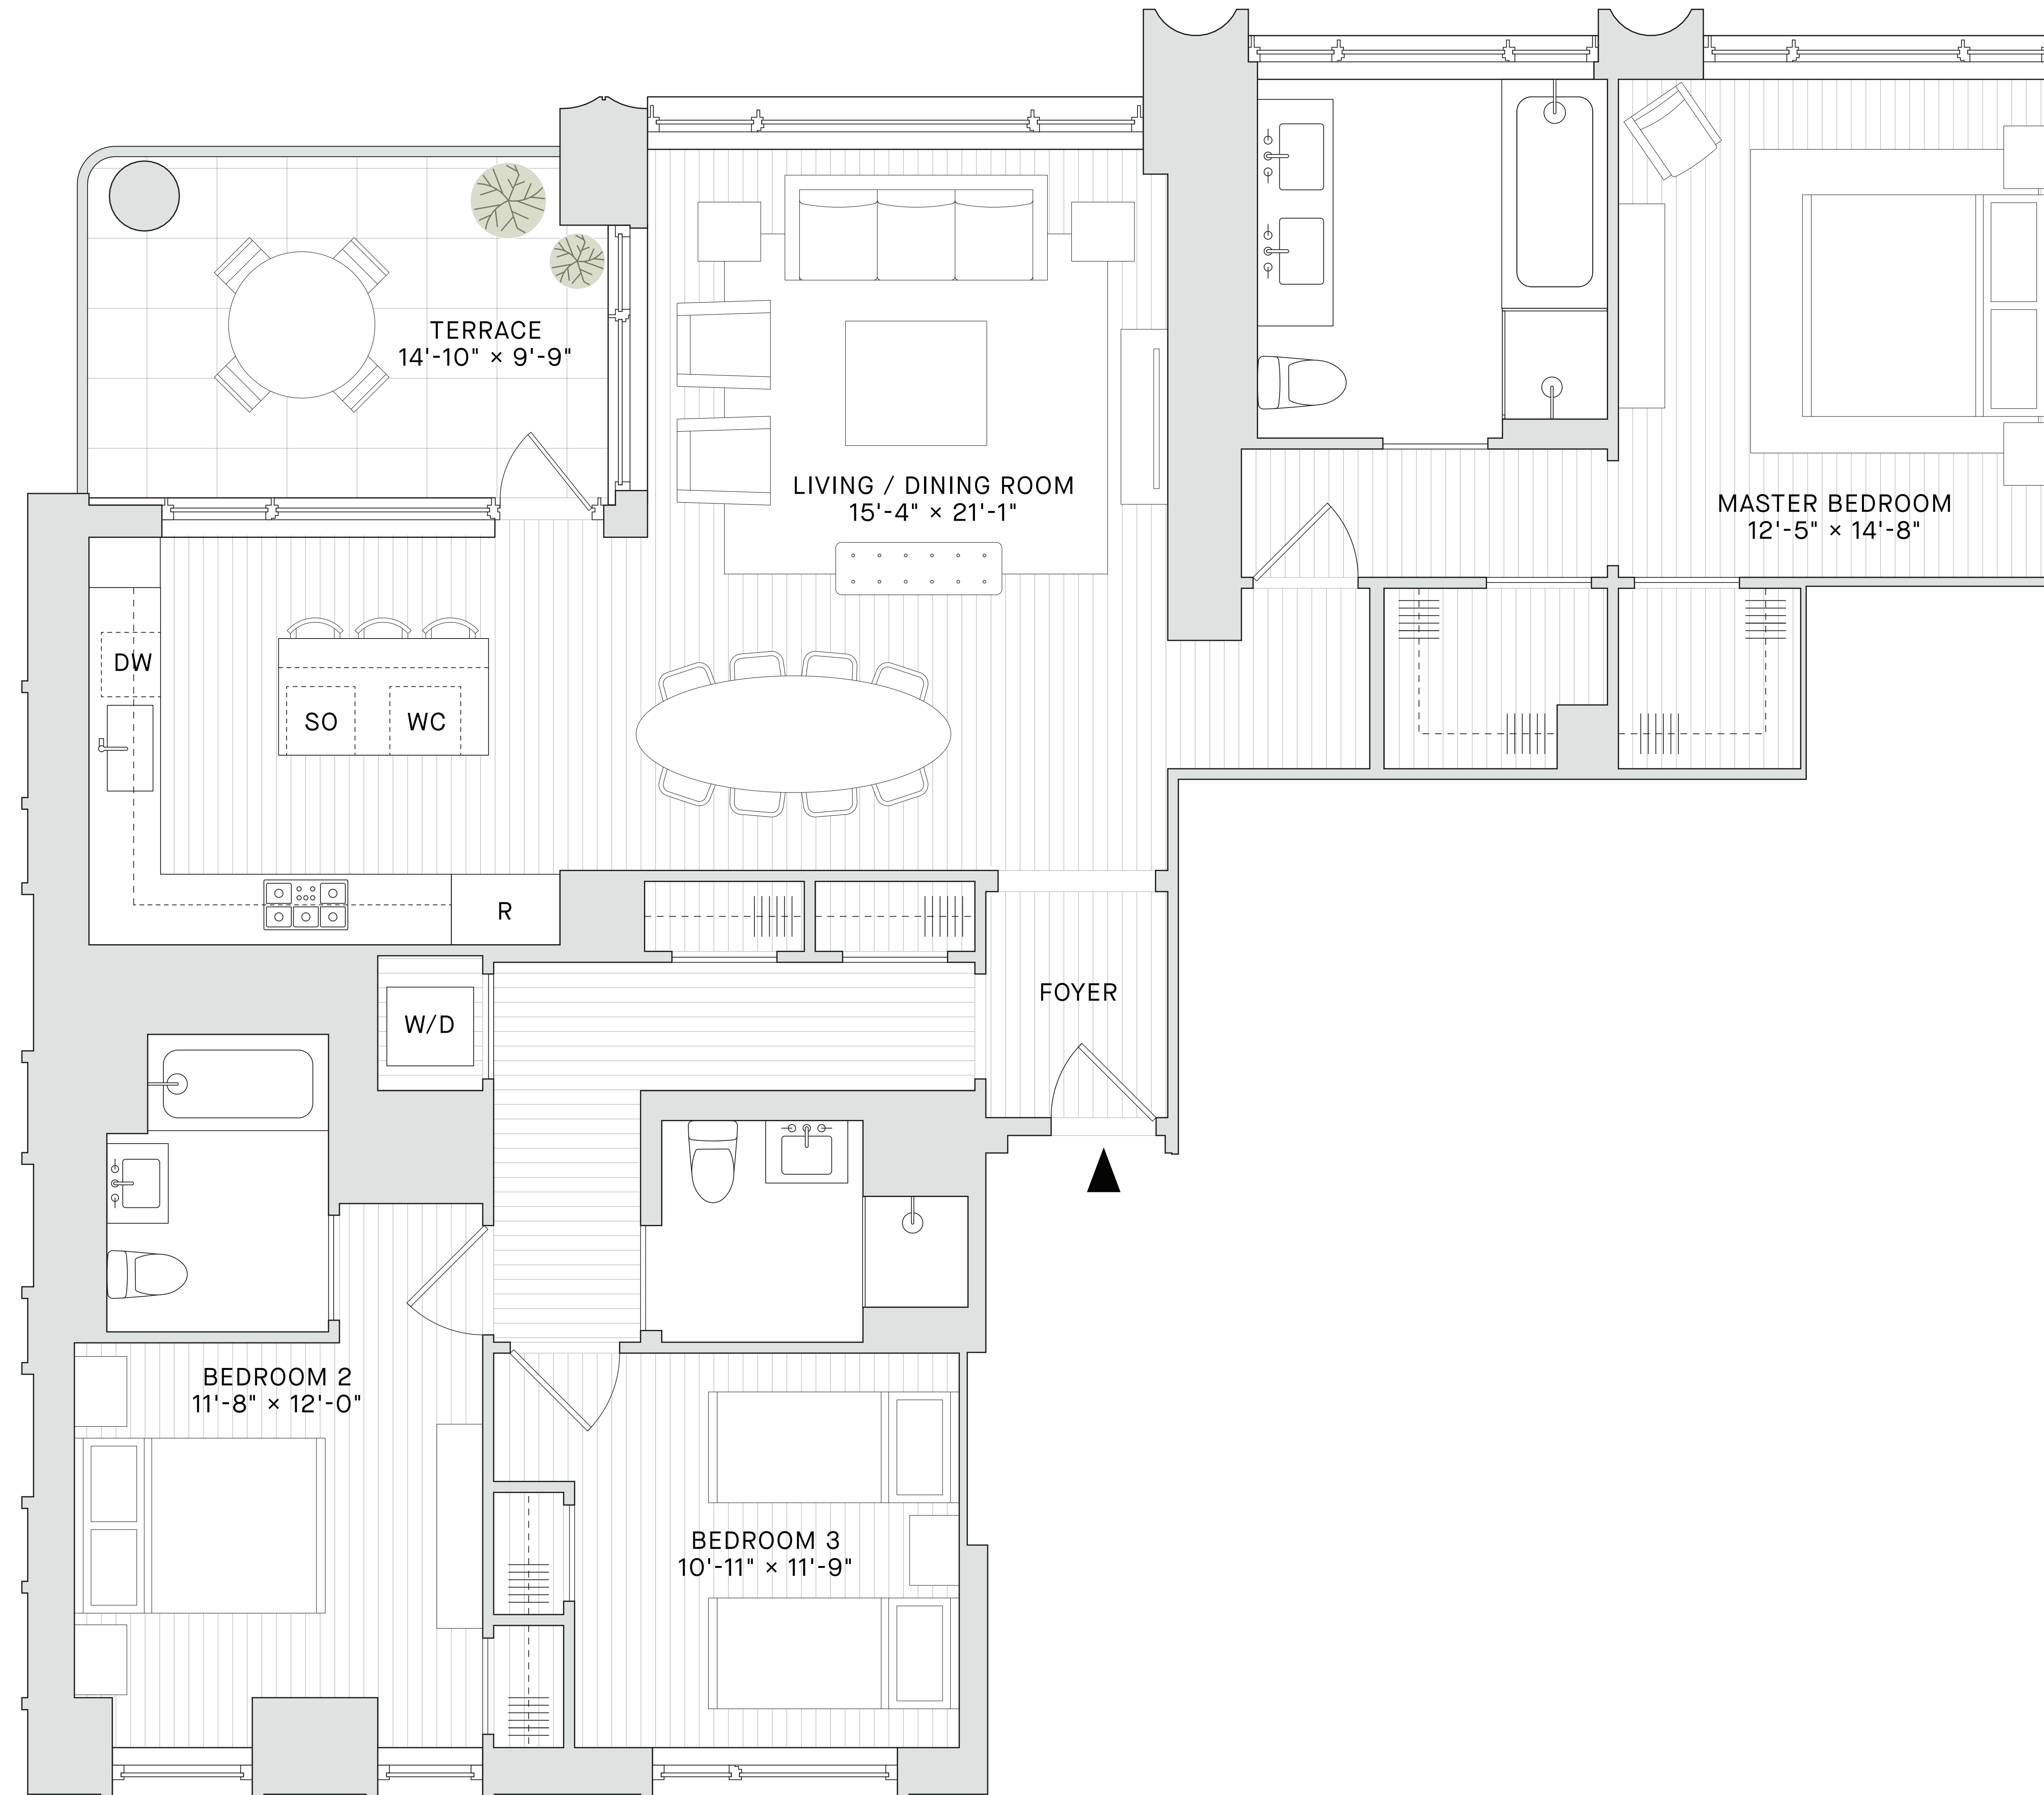 TERRACE
14'-10" × 9'-9"
LIVING / DINING ROOM
15'-4" × 21'-1"
MASTER BEDROOM
12'-5" × 14'-8"
DW
SO
WC
R
FOYER
W/D
BEDROOM 2
11'-8" × 12'-0"
BEDROOM 3
10'-11" × 11'-9"